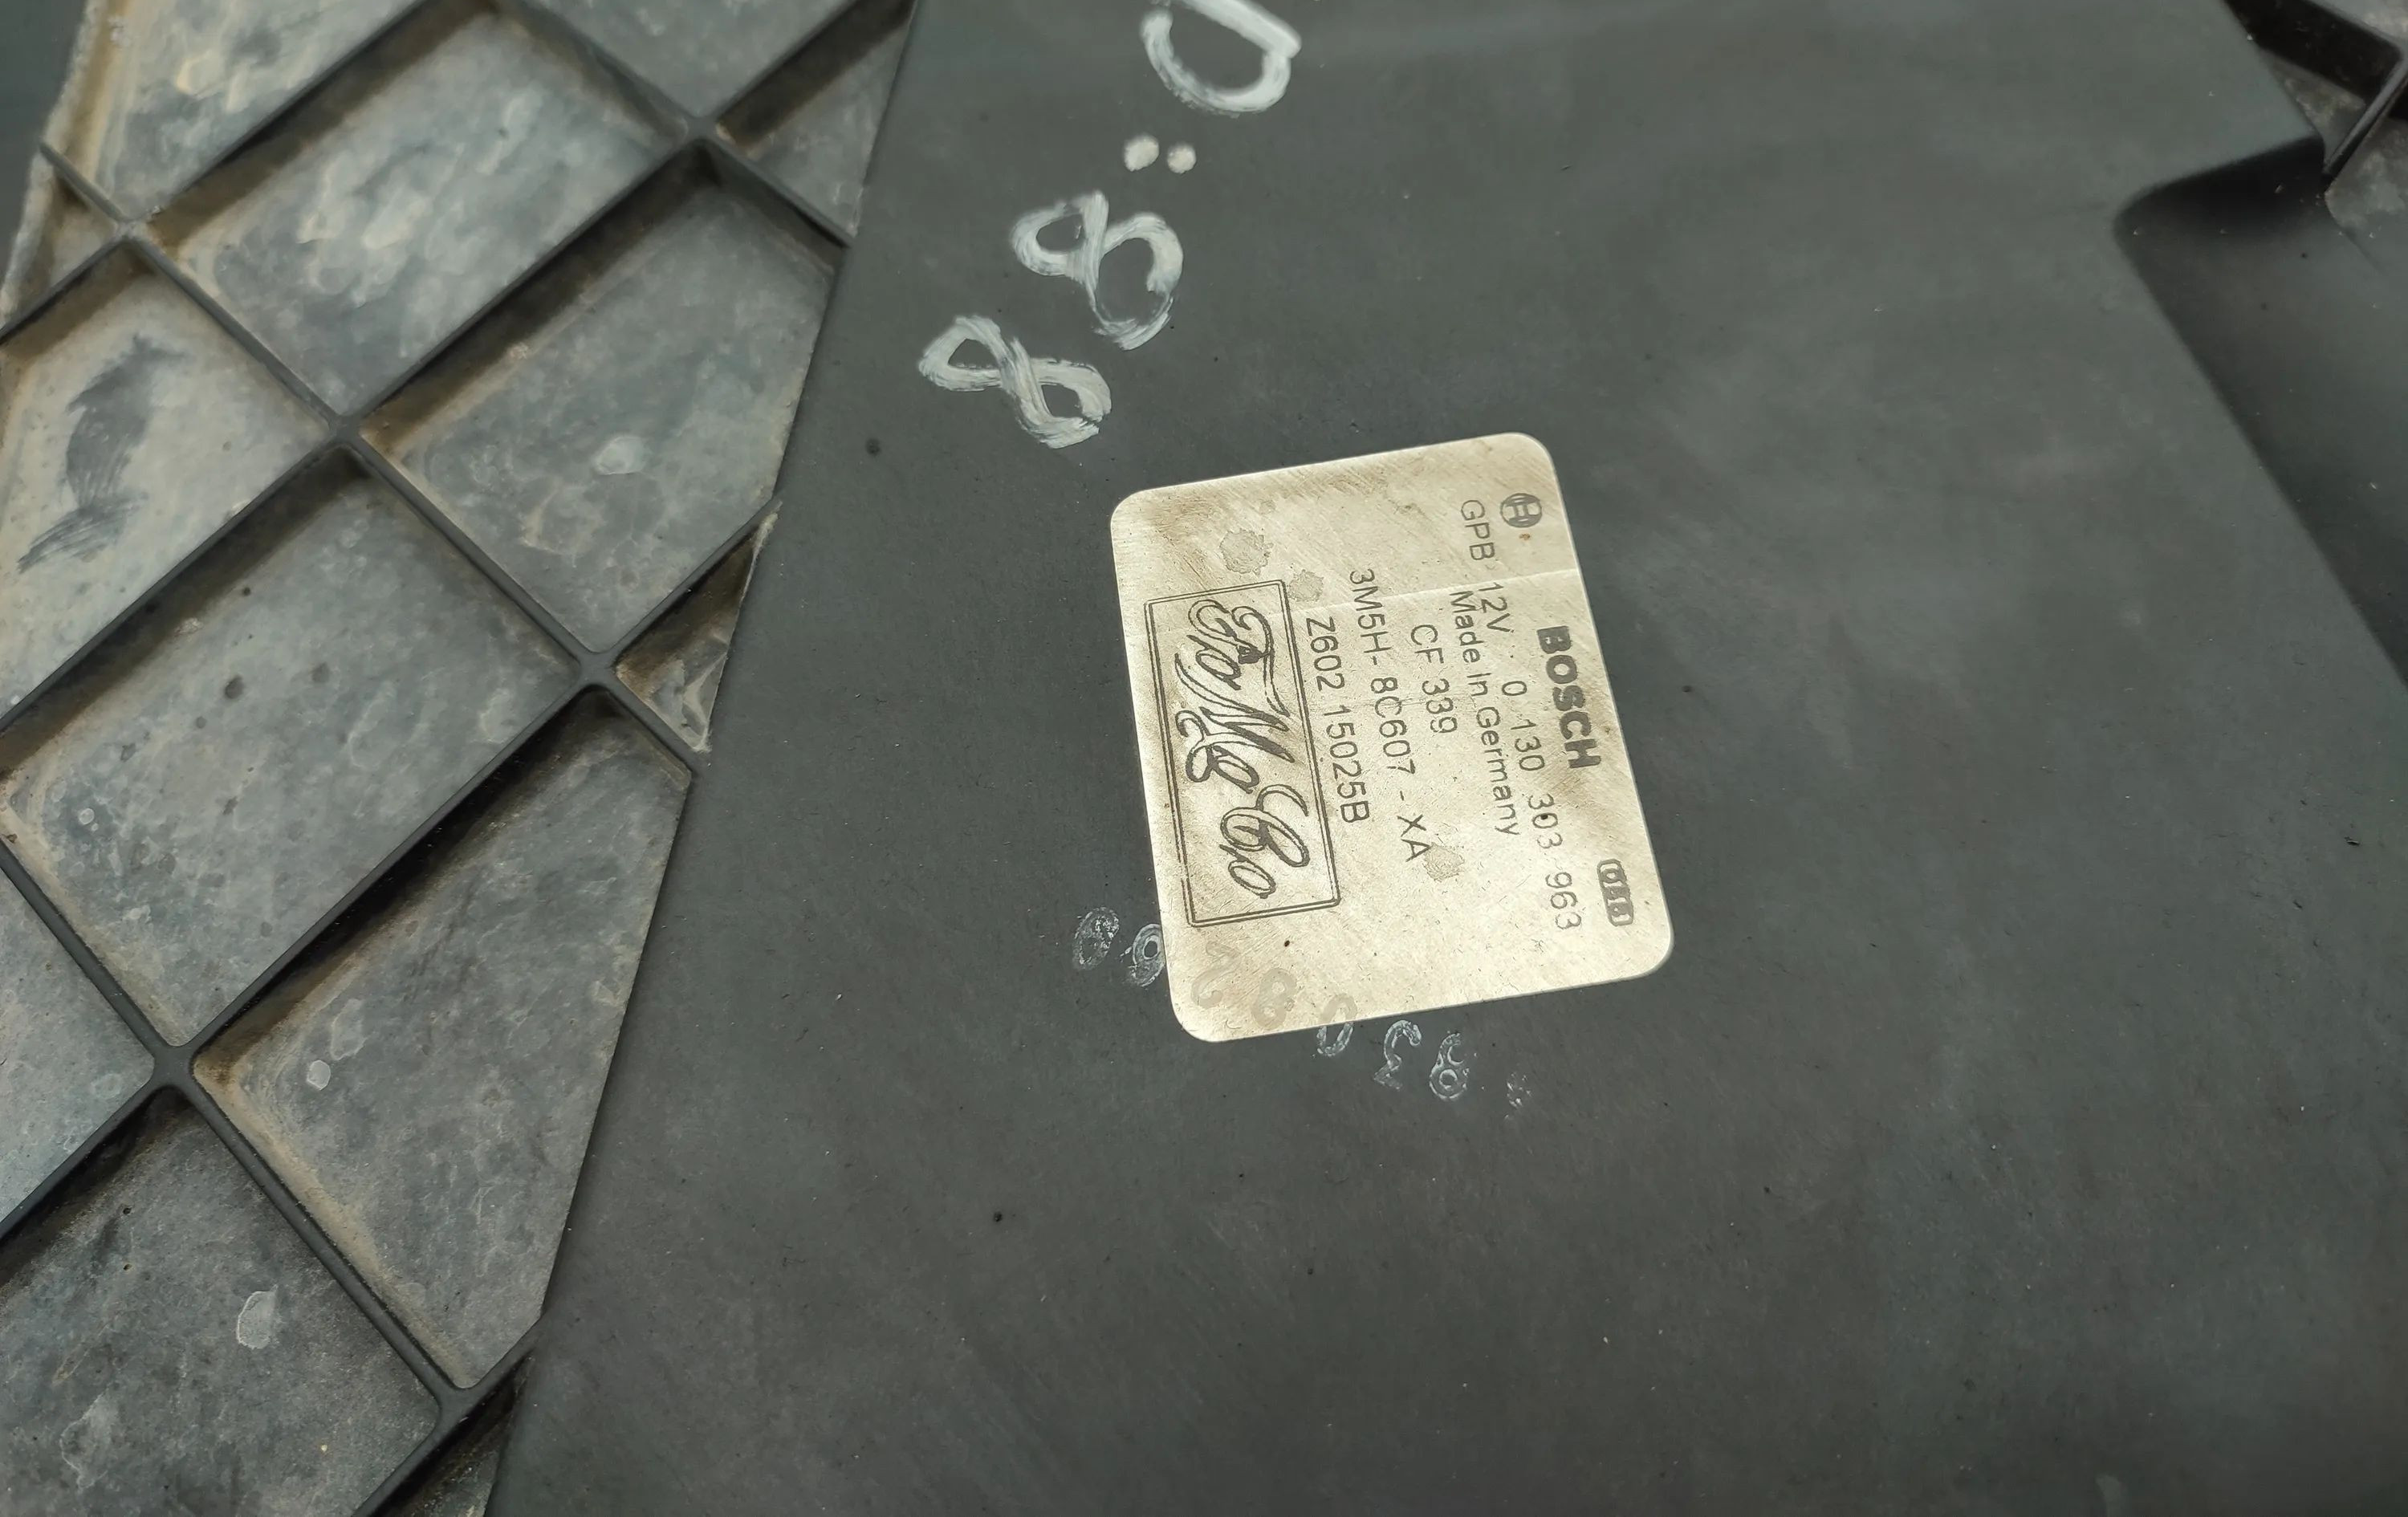 BOSCH
GPB 12V 0 130 303 963
Made in Germany
CF 339
3M5H - 8C607 - XA
Z602 15025B
FoMoCo
88:0